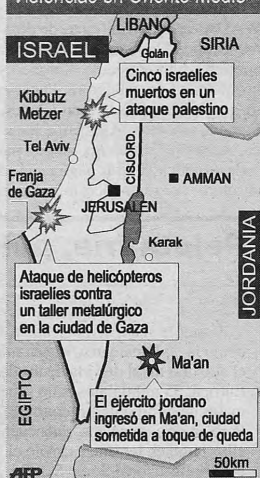 Violencias en Oriente Medio
LIBANO
ISRAEL
Golán
SIRIA
Cinco israelíes
muertos en un
ataque palestino
Kibbutz
Metzer
Tel Aviv
CISJORD.
Franja
de Gaza
AMMAN
JERUSALEN
Karak
JORDANIA
Ataque de helicópteros
israelíes contra
un taller metalúrgico
en la ciudad de Gaza
Ma'an
EGIPTO
El ejército jordano
ingresó en Ma'an, ciudad
sometida a toque de queda
AFP
50km